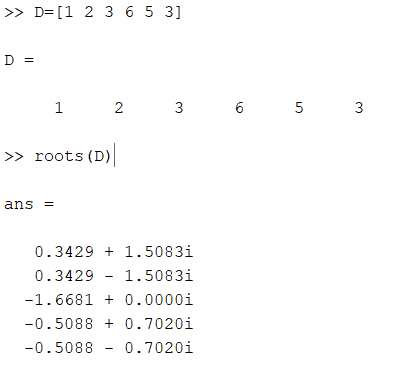 >> D=[1 2 3 6 5 3]
D =
1 2 3 6 5 3
>> roots(D)
ans =
0.3429 + 1.5083i
0.3429 - 1.5083i
-1.6681 + 0.0000i
-0.5088 + 0.7020i
-0.5088 - 0.7020i